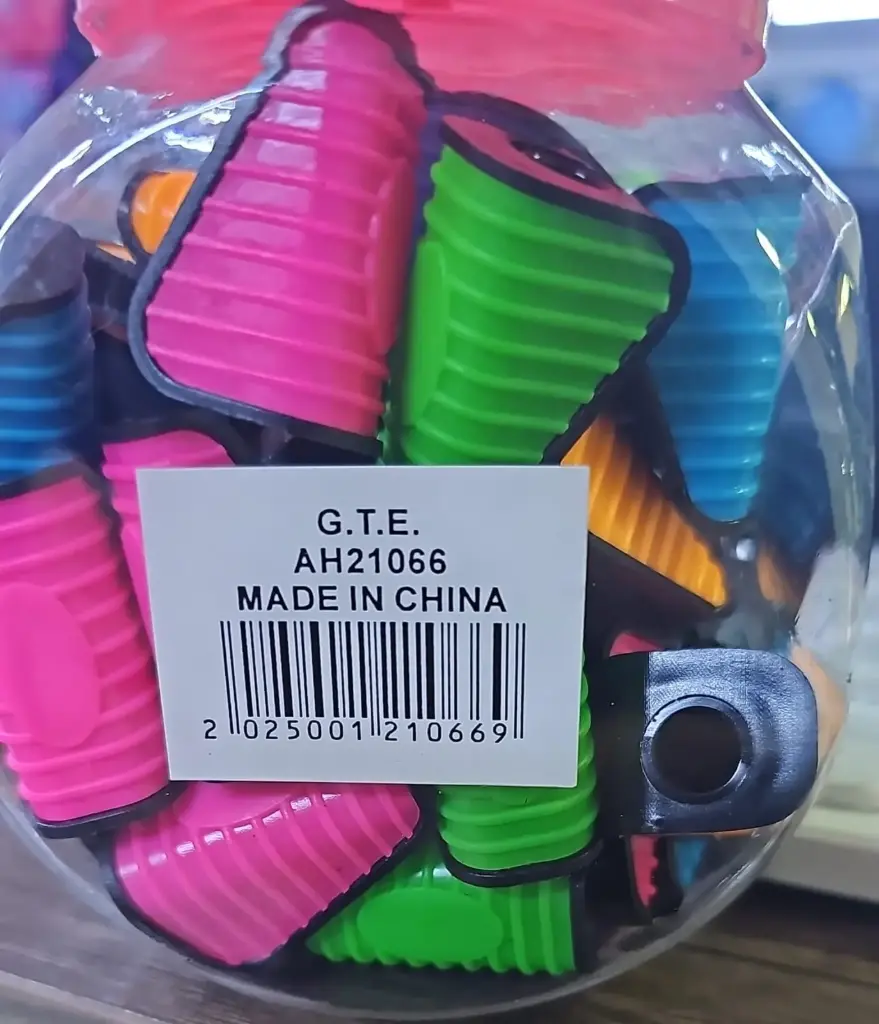 G.T.E.
AH21066
MADE IN CHINA
2 025001 210669